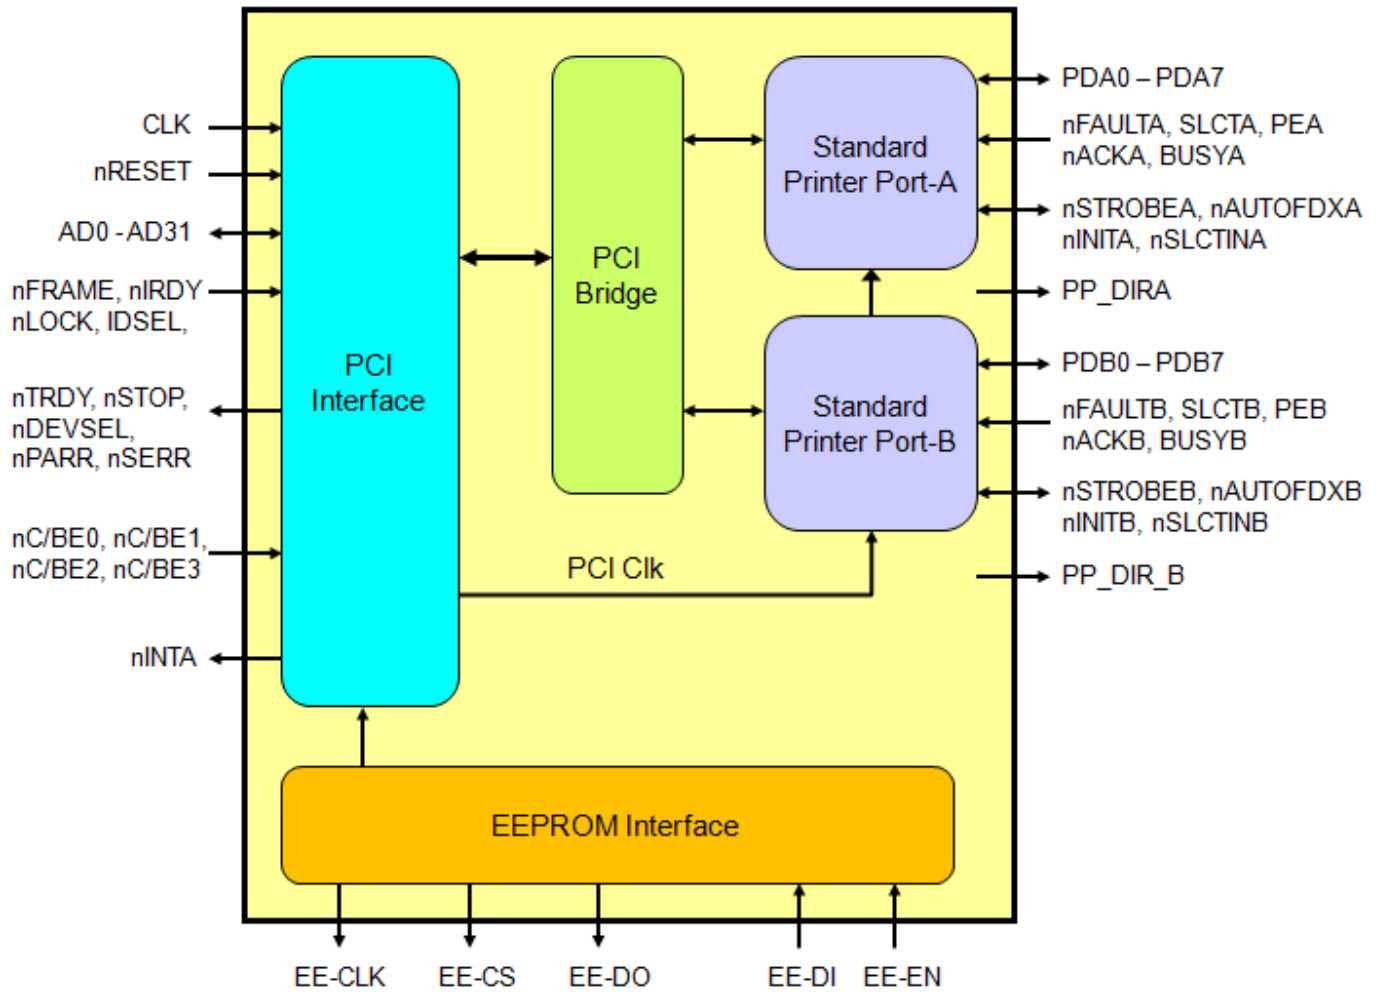 CLK
nRESET
AD0 - AD31
nFRAME, nIRDY
nLOCK, IDSEL,
nTRDY, nSTOP,
nDEVSEL,
nPARR, nSERR
nC/BE0, nC/BE1,
nC/BE2, nC/BE3
nINTA
PCI
Interface
PCI
Bridge
PCI Clk
Standard
Printer Port-A
Standard
Printer Port-B
PDA0 – PDA7
nFAULTA, SLCTA, PEA
nACKA, BUSYA
nSTROBEA, nAUTOFDXA
nINITA, nSLCTINA
PP_DIRA
PDB0 – PDB7
nFAULTB, SLCTB, PEB
nACKB, BUSYB
nSTROBEB, nAUTOFDXB
nINITB, nSLCTINB
PP_DIR_B
EEPROM Interface
EE-CLK
EE-CS
EE-DO
EE-DI
EE-EN